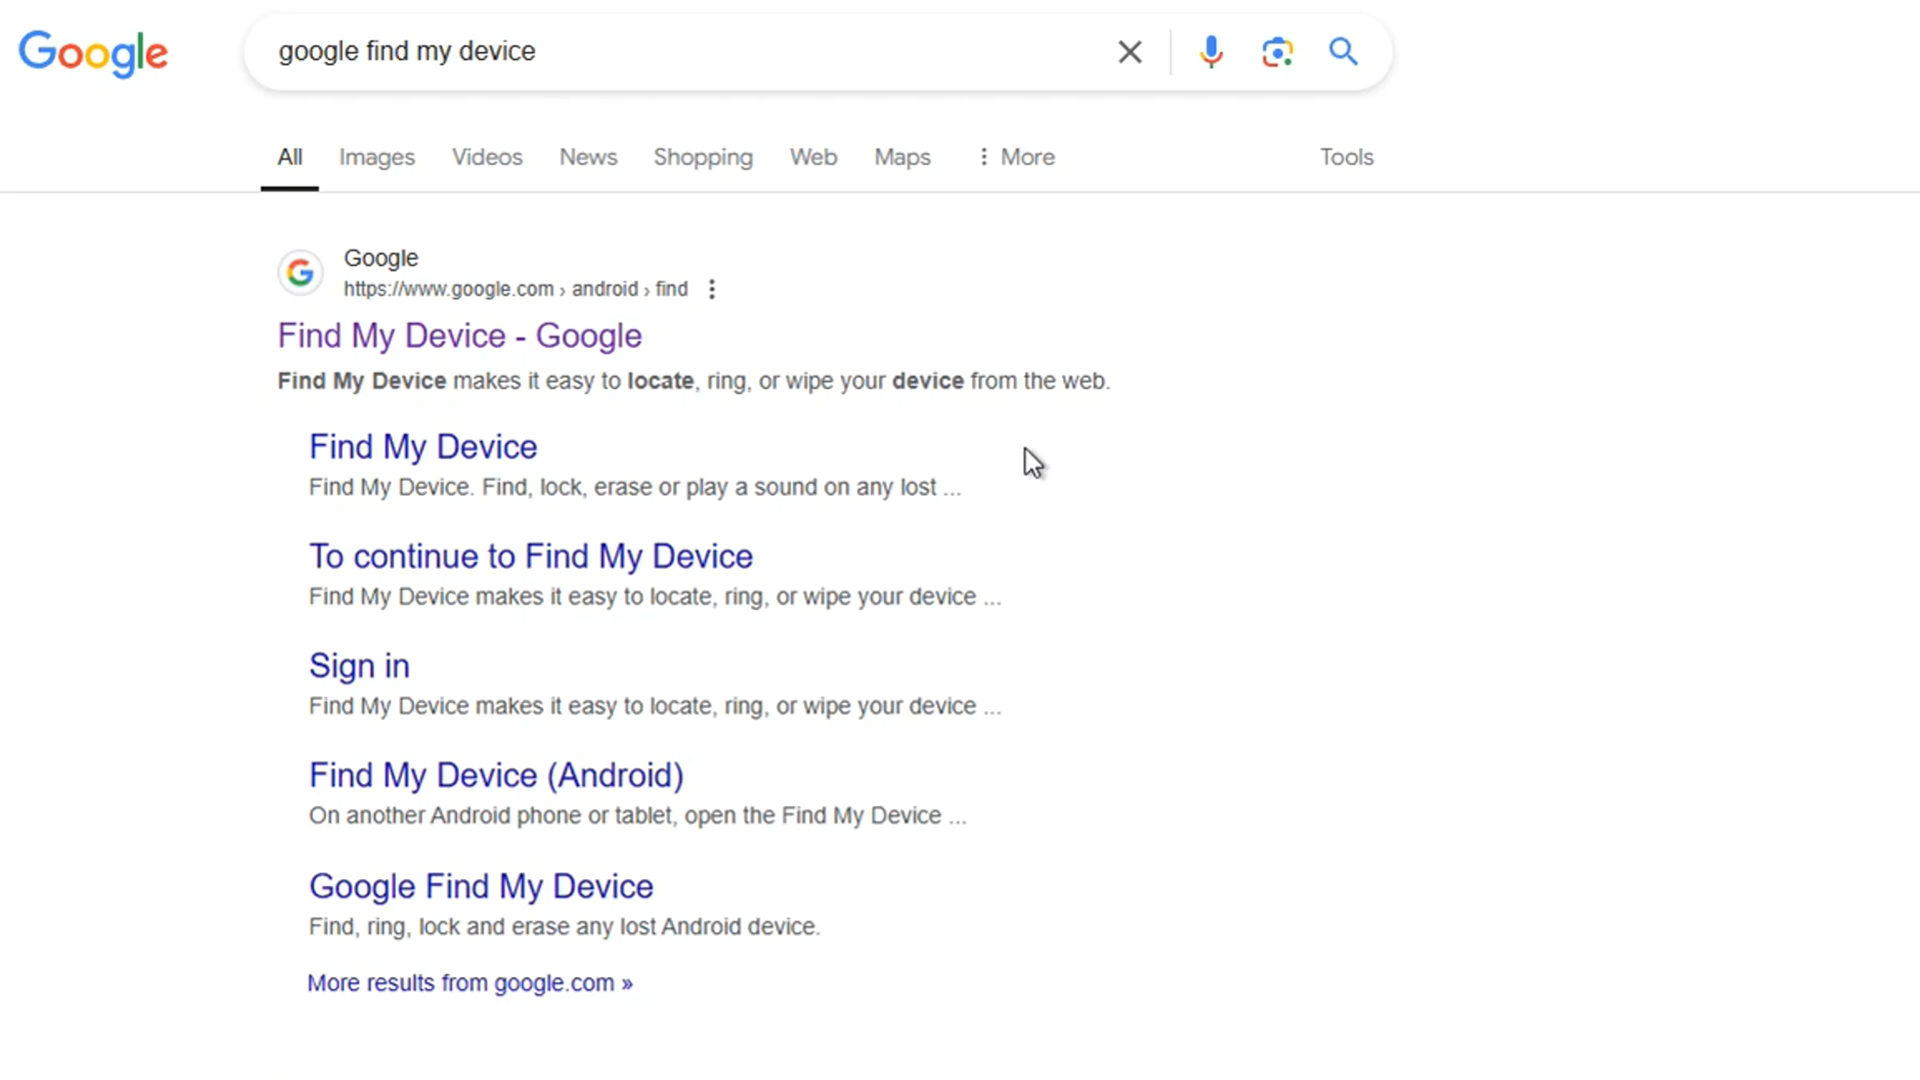 Google
google find my device
All Images Videos News Shopping Web Maps More Tools
Google
https://www.google.com › android › find
Find My Device - Google
Find My Device makes it easy to locate, ring, or wipe your device from the web.
Find My Device
Find My Device. Find, lock, erase or play a sound on any lost ...
To continue to Find My Device
Find My Device makes it easy to locate, ring, or wipe your device ...
Sign in
Find My Device makes it easy to locate, ring, or wipe your device ...
Find My Device (Android)
On another Android phone or tablet, open the Find My Device ...
Google Find My Device
Find, ring, lock and erase any lost Android device.
More results from google.com »